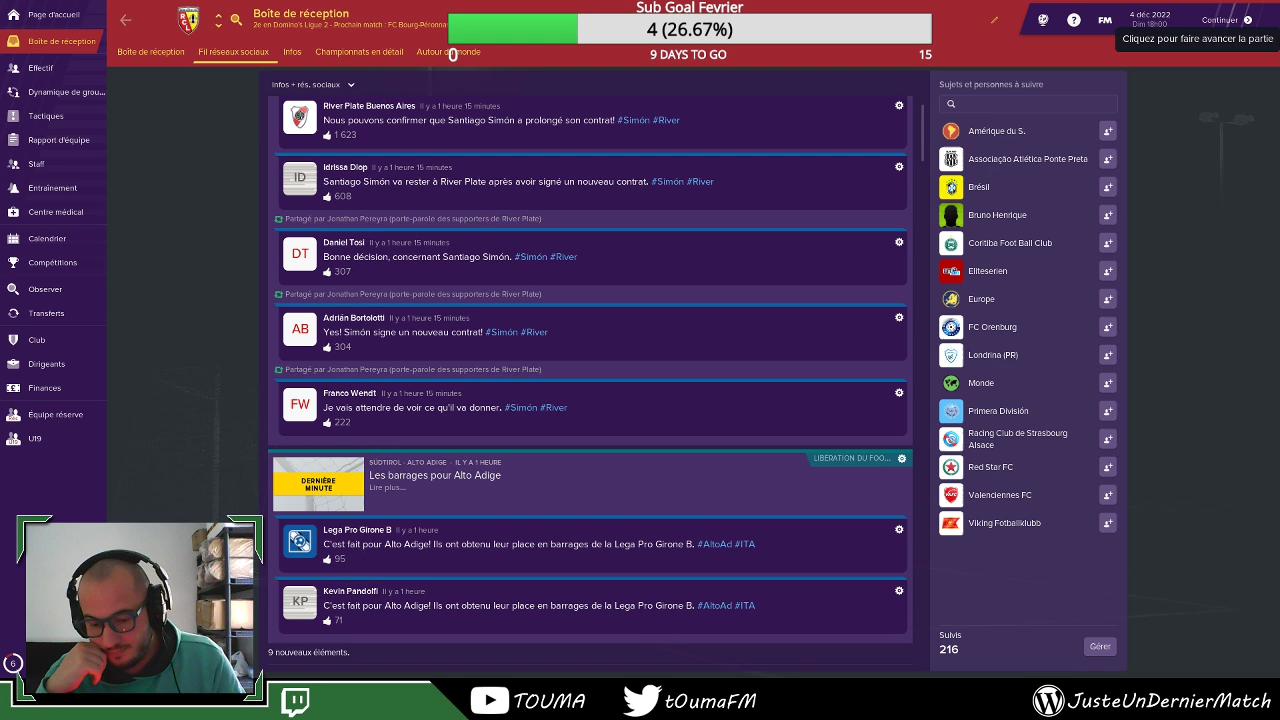 Sub Goal Fevrier
4 (26.67%)
0
9 DAYS TO GO
15
Boîte de réception
2e en Domino's Ligue 2 - Prochain match : FC Bourg-Péronna
FM
4 déc 2022
Dim 18h00
Continuer
Cliquez pour faire avancer la partie
Boîte de réception
Fil réseaux sociaux
Infos
Championnats en détail
Autour du monde
Page d'accueil
Boîte de réception
Effectif
Dynamique de grou...
Tactiques
Rapport d'équipe
Staff
Entraînement
Centre médical
Calendrier
Compétitions
Observer
Transferts
Club
Dirigeants
Finances
Équipe réserve
U19
6
Infos + rés. sociaux
River Plate Buenos Aires Il y a 1 heure 15 minutes
Nous pouvons confirmer que Santiago Simón a prolongé son contrat! #Simón #River
1 623
ID
Idrissa Diop Il y a 1 heure 15 minutes
Santiago Simón va rester à River Plate après avoir signé un nouveau contrat. #Simón #River
608
Partagé par Jonathan Pereyra (porte-parole des supporters de River Plate)
DT
Daniel Tosi Il y a 1 heure 15 minutes
Bonne décision, concernant Santiago Simón. #Simón #River
307
Partagé par Jonathan Pereyra (porte-parole des supporters de River Plate)
AB
Adrián Bortolotti Il y a 1 heure 15 minutes
Yes! Simón signe un nouveau contrat! #Simón #River
304
Partagé par Jonathan Pereyra (porte-parole des supporters de River Plate)
FW
Franco Wendt Il y a 1 heure 15 minutes
Je vais attendre de voir ce qu'il va donner. #Simón #River
222
DERNIÈRE
MINUTE
SÜDTIROL - ALTO ADIGE - IL Y A 1 HEURE
LIBÉRATION DU FOO...
Les barrages pour Alto Adige
Lire plus...
Lega Pro Girone B Il y a 1 heure
C'est fait pour Alto Adige! Ils ont obtenu leur place en barrages de la Lega Pro Girone B. #AltoAd #ITA
95
KP
Kevin Pandolfi Il y a 1 heure
C'est fait pour Alto Adige! Ils ont obtenu leur place en barrages de la Lega Pro Girone B. #AltoAd #ITA
71
9 nouveaux éléments.
Sujets et personnes à suivre
Amérique du S.
Associação Atlética Ponte Preta
Brésil
Bruno Henrique
Coritiba Foot Ball Club
Eliteserien
Europe
FC Orenburg
Londrina (PR)
Monde
Primera División
Racing Club de Strasbourg
Alsace
Red Star FC
Valenciennes FC
Viking Fotballklubb
Suivis
216
Gérer
TOUMA
tOumaFM
JusteUnDernierMatch